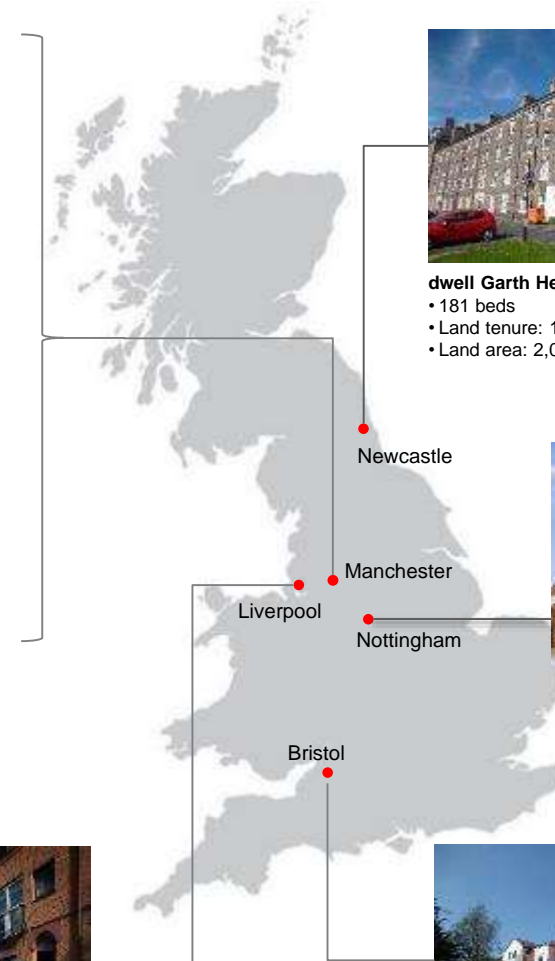 dwell Garth He
• 181 beds
• Land tenure: 1
• Land area: 2,0
Newcastle
Manchester
Liverpool
Nottingham
Bristol